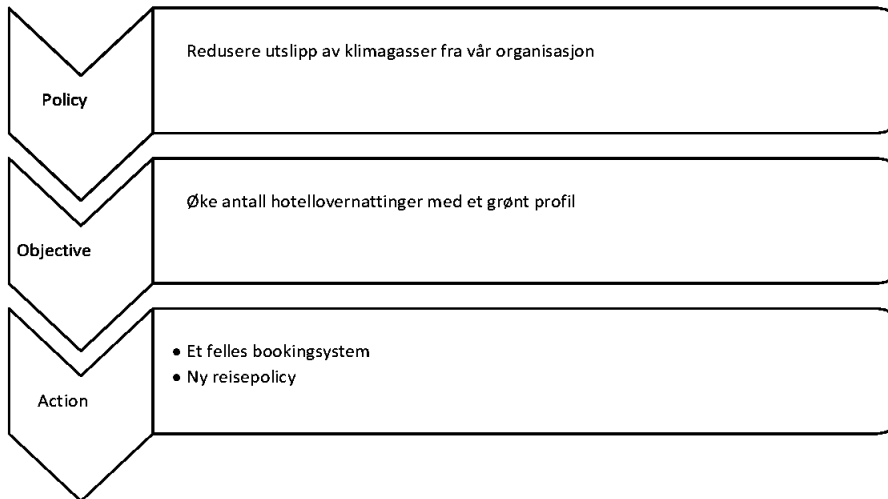 Redusere utslipp av klimagasser fra vår organisasjon
Policy
Øke antall hotellovernattinger med et grønt profil
Objective
• Et felles bookingsystem
• Ny reisepolicy
Action